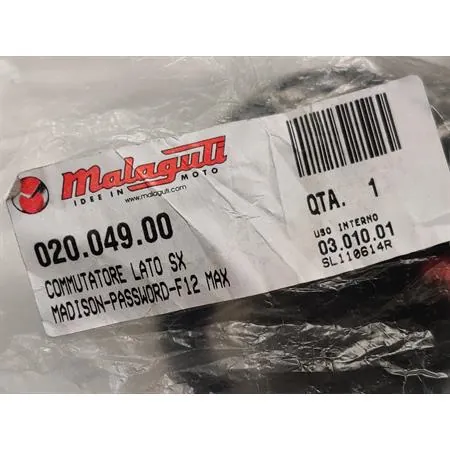 Malaguti
IDEE IN MOTO
www.malaguti.com
020.049.00
COMMUTATORE LATO SX
MADISON-PASSWORD-F12 MAX
QTA. 1
USO INTERNO
03.010.01
SL110614R